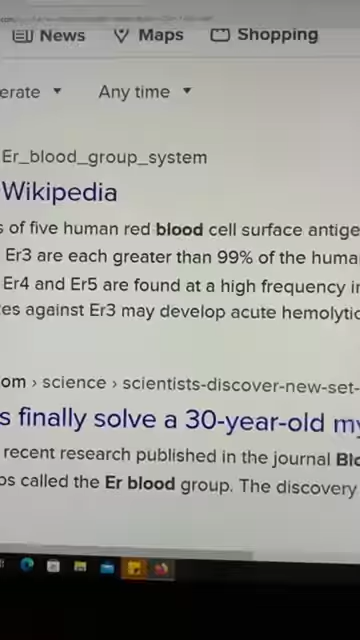 News Maps Shopping
erate Any time
Er_blood_group_system
Wikipedia
s of five human red blood cell surface antige
Er3 are each greater than 99% of the huma
Er4 and Er5 are found at a high frequency in
es against Er3 may develop acute hemolytic
om › science › scientists-discover-new-set-
s finally solve a 30-year-old my
recent research published in the journal Blo
ps called the Er blood group. The discovery